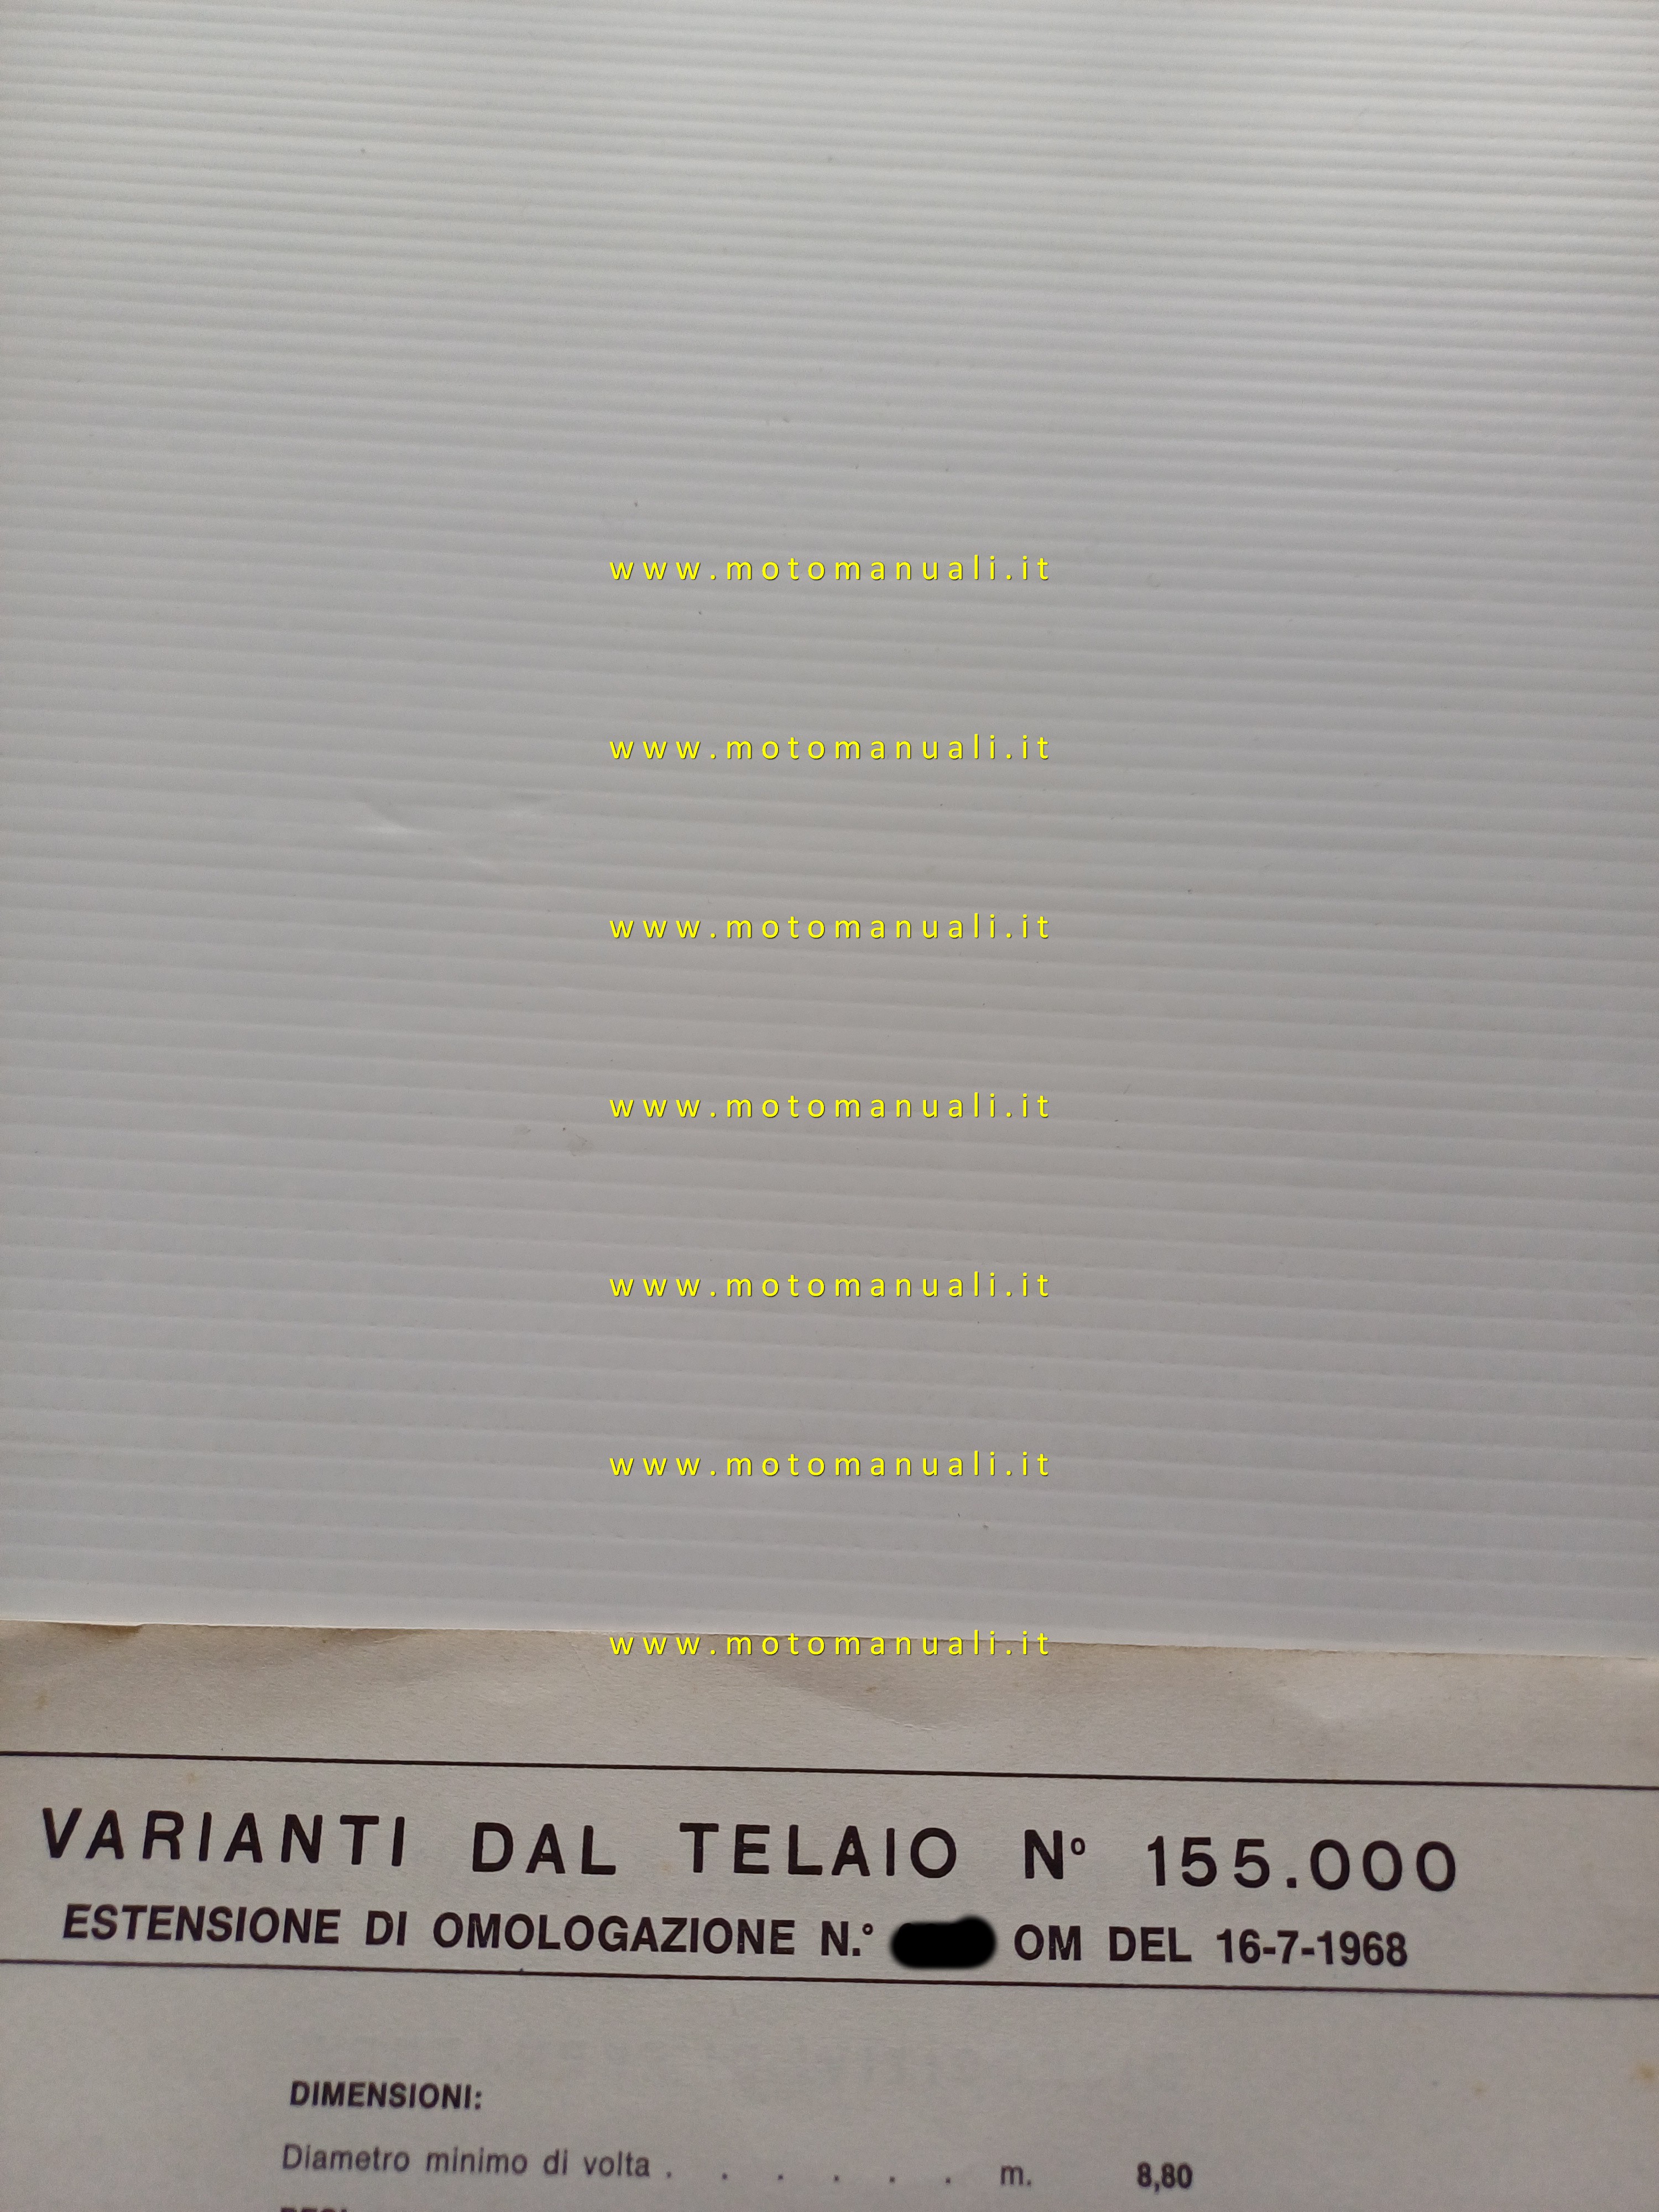 www.motomanuali.it
www.motomanuali.it
www.motomanuali.it
www.motomanuali.it
www.motomanuali.it
www.motomanuali.it
www.motomanuali.it
VARIANTI DAL TELAIO Nº 155.000
ESTENSIONE DI OMOLOGAZIONE N.° OM DEL 16-7-1968
DIMENSIONI:
Diametro minimo di volta . . . . . . m. 8,80